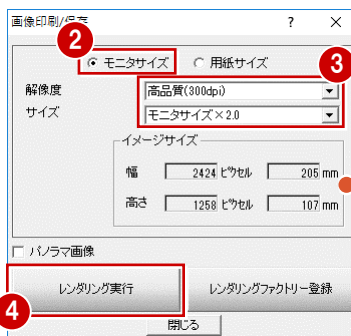 画像印刷/保存 ? ×
2
モニタサイズ 用紙サイズ
3
解像度 高品質(300dpi)
サイズ モニタサイズ×2.0
イメージサイズ
幅 2424 ピクセル 205 mm
高さ 1258 ピクセル 107 mm
パノラマ画像
レンダリング実行 レンダリングファクトリー登録
4
閉じる